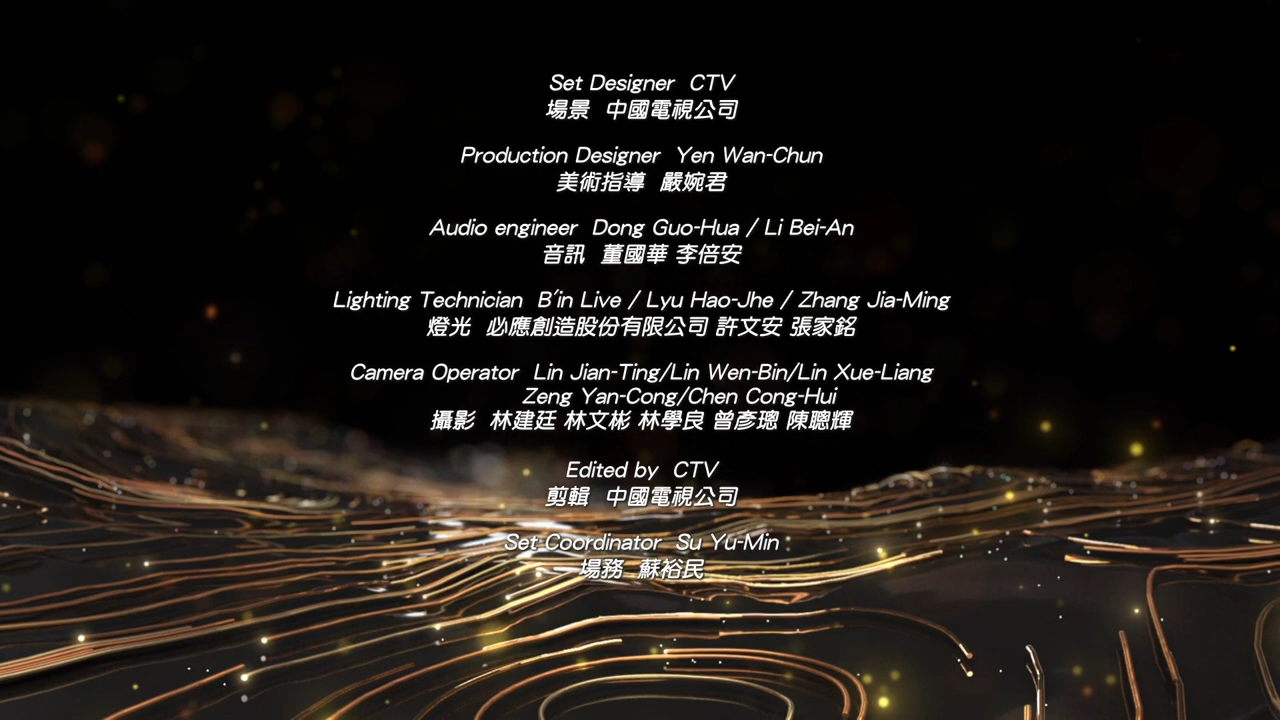 Set Designer CTV
場景 中國電視公司
Production Designer Yen Wan-Chun
美術指導 嚴婉君
Audio engineer Dong Guo-Hua / Li Bei-An
音訊 董國華 李倍安
Lighting Technician B'in Live / Lyu Hao-Jhe / Zhang Jia-Ming
燈光 必應創造股份有限公司 許文安 張家銘
Camera Operator Lin Jian-Ting/Lin Wen-Bin/Lin Xue-Liang
Zeng Yan-Cong/Chen Cong-Hui
攝影 林建廷 林文彬 林學良 曾彥璁 陳聰輝
Edited by CTV
剪輯 中國電視公司
Set Coordinator Su Yu-Min
場務 蘇裕民